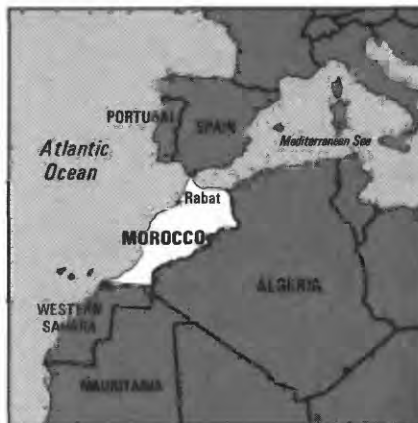 PORTUGAL
SPAIN
Mediterranean Sea
Atlantic
Ocean
Rabat
MOROCCO
ALGERIA
WESTERN
SAHARA
MAURITANIA